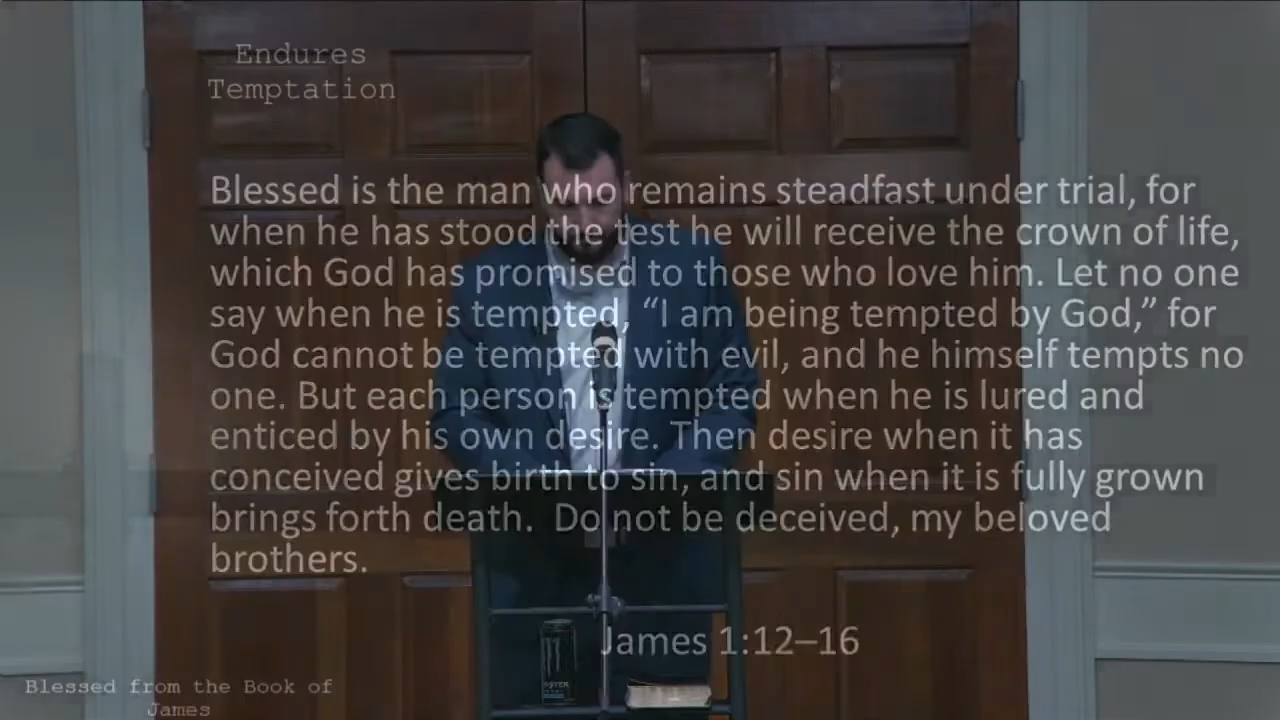 Endures
Temptation
Blessed is the man who remains steadfast under trial, for
when he has stood the test he will receive the crown of life,
which God has promised to those who love him. Let no one
say when he is tempted, “I am being tempted by God,” for
God cannot be tempted with evil, and he himself tempts no
one. But each person is tempted when he is lured and
enticed by his own desire. Then desire when it has
conceived gives birth to sin, and sin when it is fully grown
brings forth death.  Do not be deceived, my beloved
brothers.
James 1:12–16
Blessed from the Book of
James